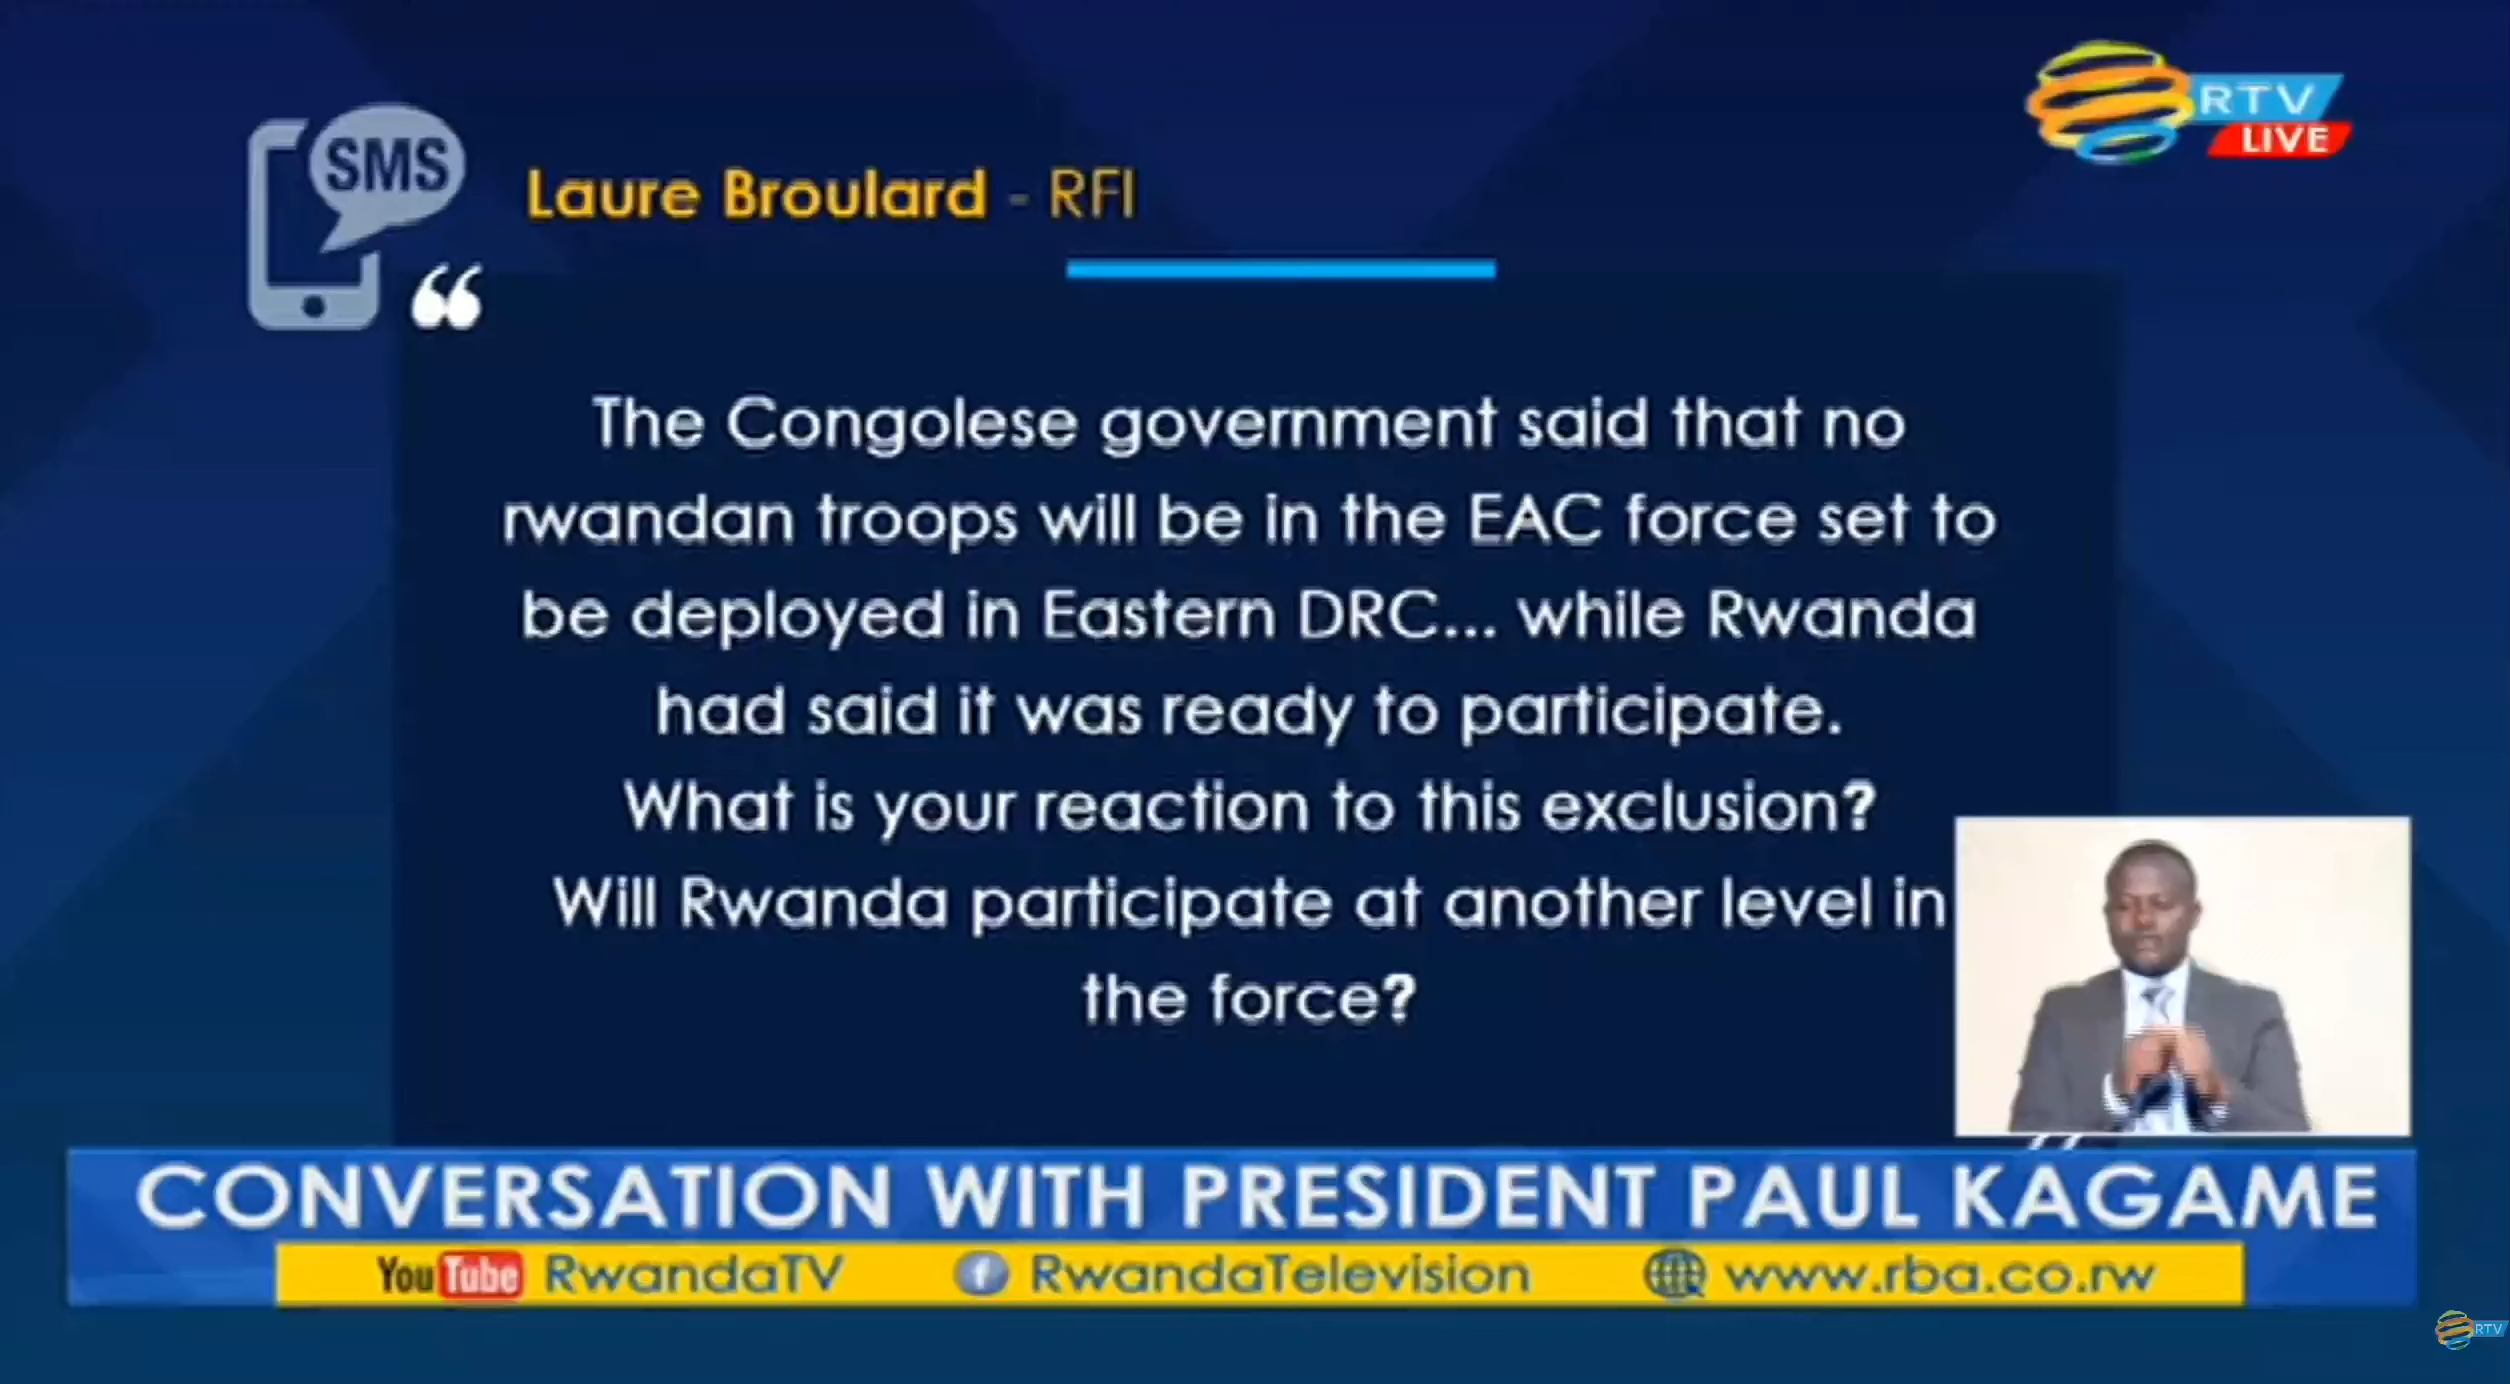 SMS
Laure Broulard - RFI
RTV
LIVE
“
The Congolese government said that no
rwandan troops will be in the EAC force set to
be deployed in Eastern DRC... while Rwanda
had said it was ready to participate.
What is your reaction to this exclusion?
Will Rwanda participate at another level in
the force?
CONVERSATION WITH PRESIDENT PAUL KAGAME
YouTube RwandaTV f RwandaTelevision www.rba.co.rw
RTV